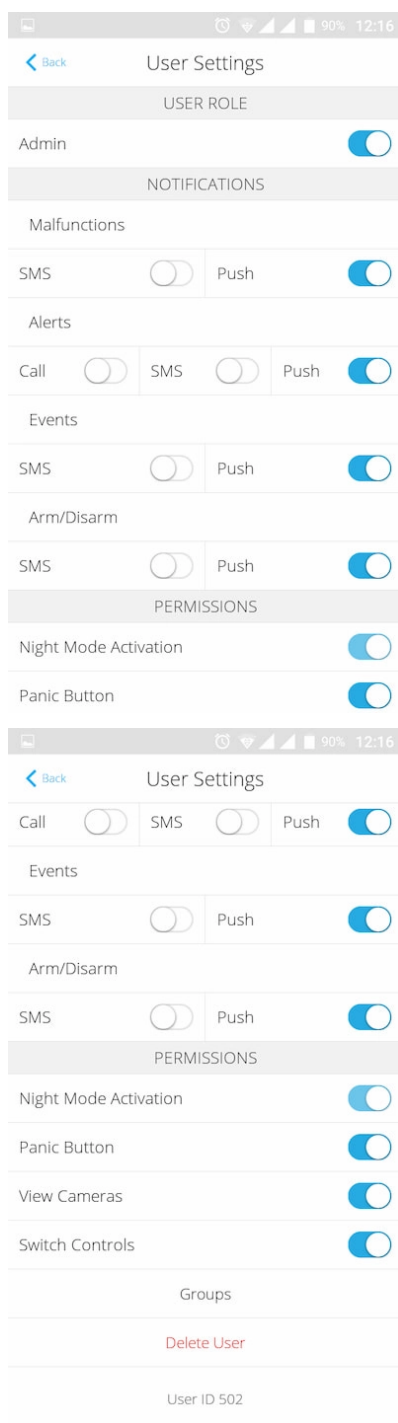 90% 12:16
Back User Settings
USER ROLE
Admin
NOTIFICATIONS
Malfunctions
SMS Push
Alerts
Call SMS Push
Events
SMS Push
Arm/Disarm
SMS Push
PERMISSIONS
Night Mode Activation
Panic Button
90% 12:16
Back User Settings
Call SMS Push
Events
SMS Push
Arm/Disarm
SMS Push
PERMISSIONS
Night Mode Activation
Panic Button
View Cameras
Switch Controls
Groups
Delete User
User ID 502